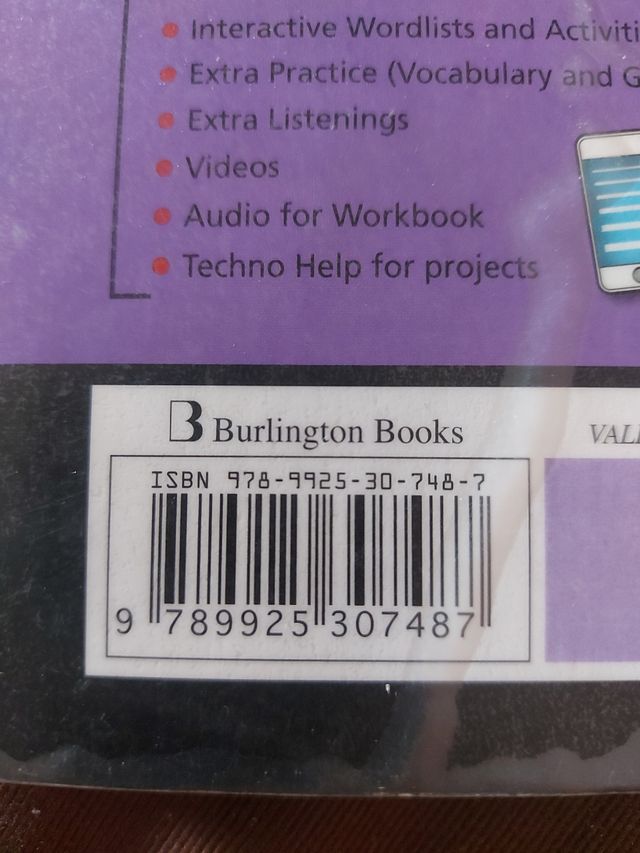 • Interactive Wordlists and Activiti
• Extra Practice (Vocabulary and G
• Extra Listenings
• Videos
• Audio for Workbook
• Techno Help for projects
B Burlington Books
VAL
ISBN 978-9925-30-748-7
9 789925 307487